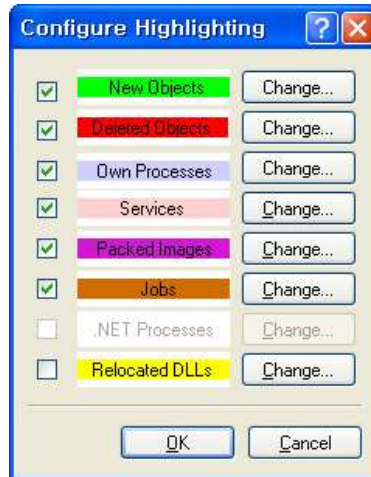 Configure Highlighting
New Objects Change...
Deleted Objects Change...
Own Processes Change...
Services Change...
Packed Images Change...
Jobs Change...
.NET Processes Change...
Relocated DLLs Change...
OK Cancel